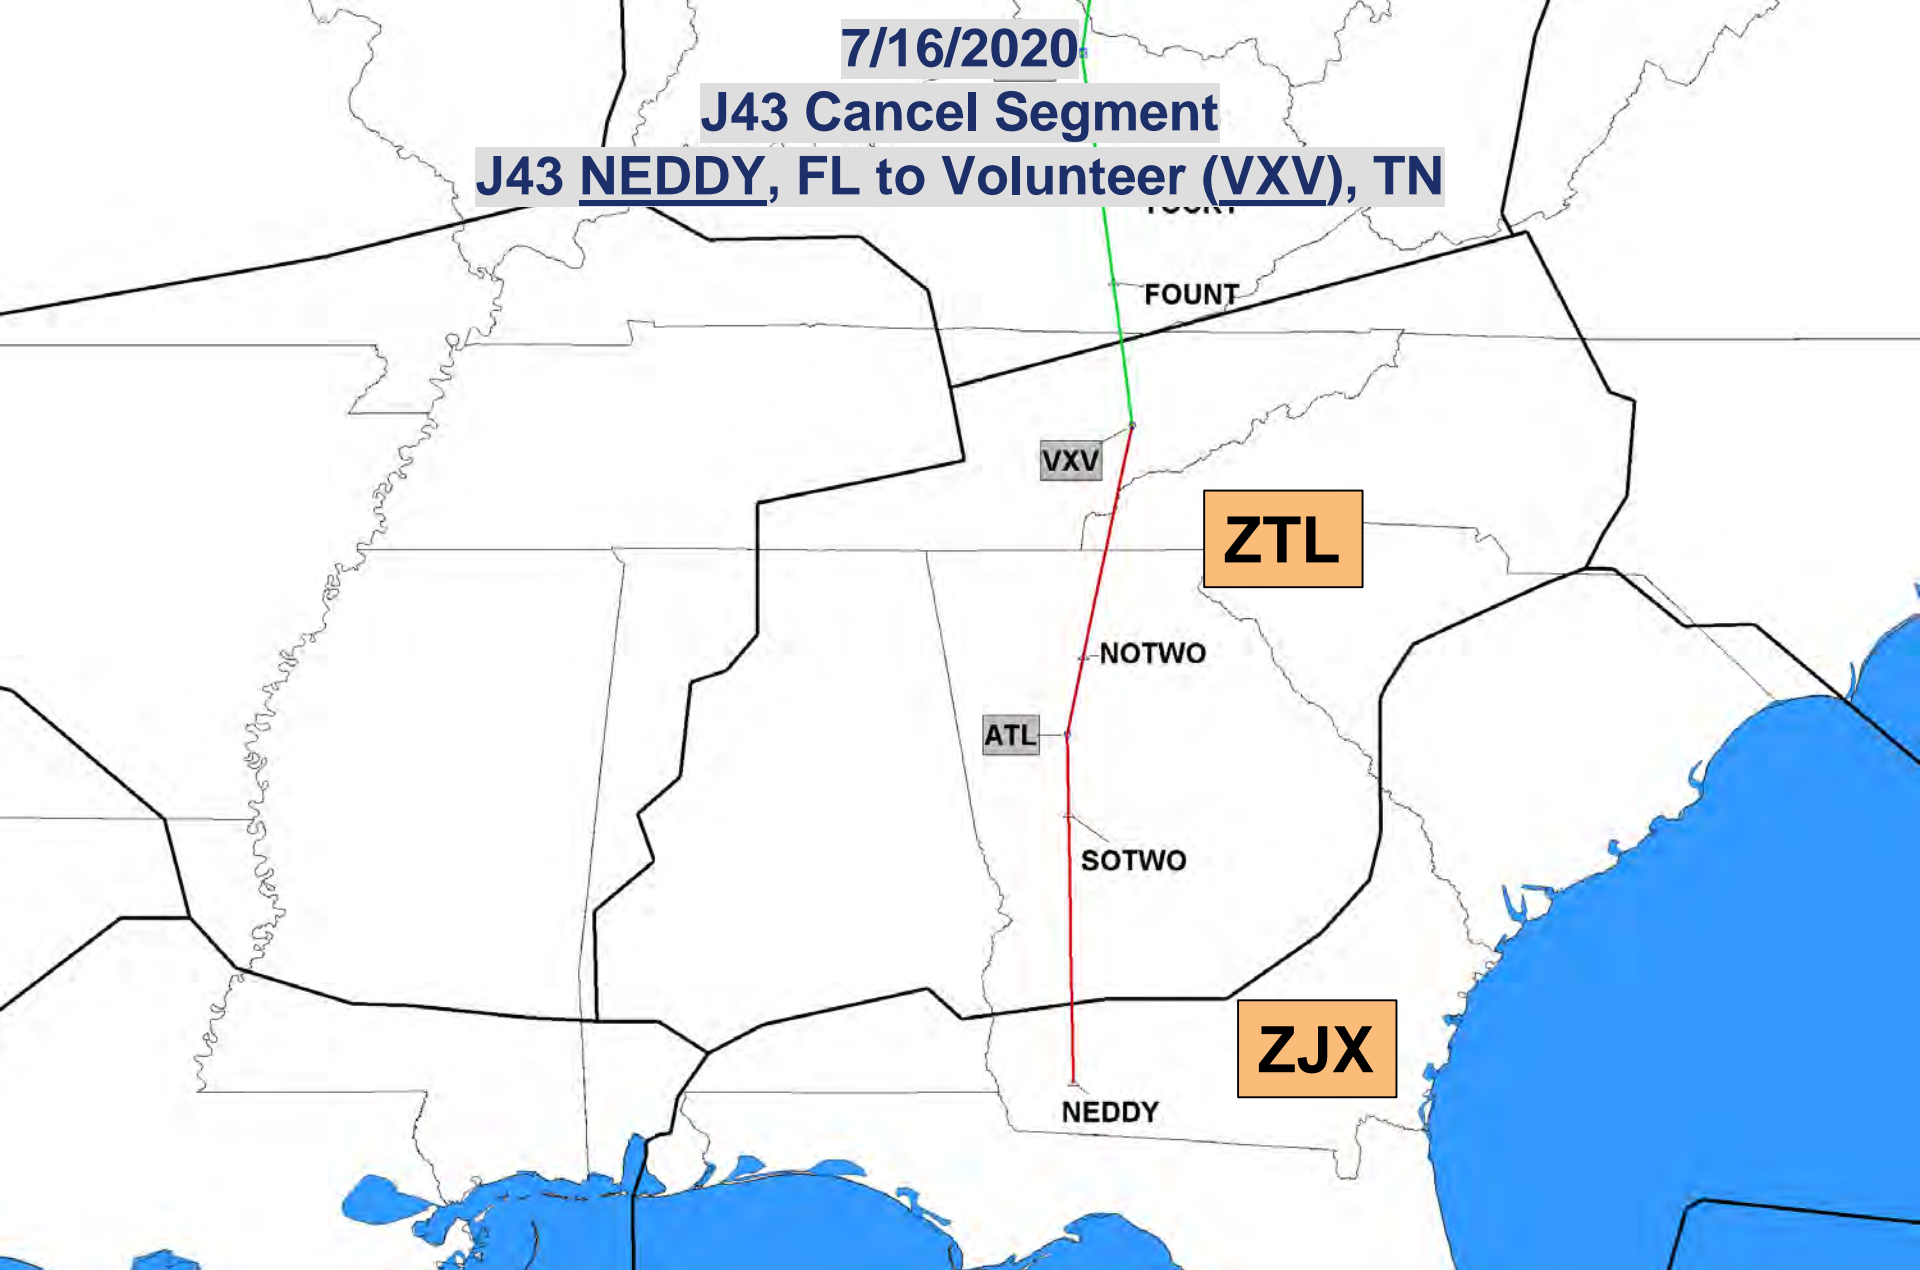 7/16/2020
J43 Cancel Segment
J43 NEDDY, FL to Volunteer (VXV), TN
FOUNT
VXV
ZTL
NOTWO
ATL
SOTWO
ZJX
NEDDY